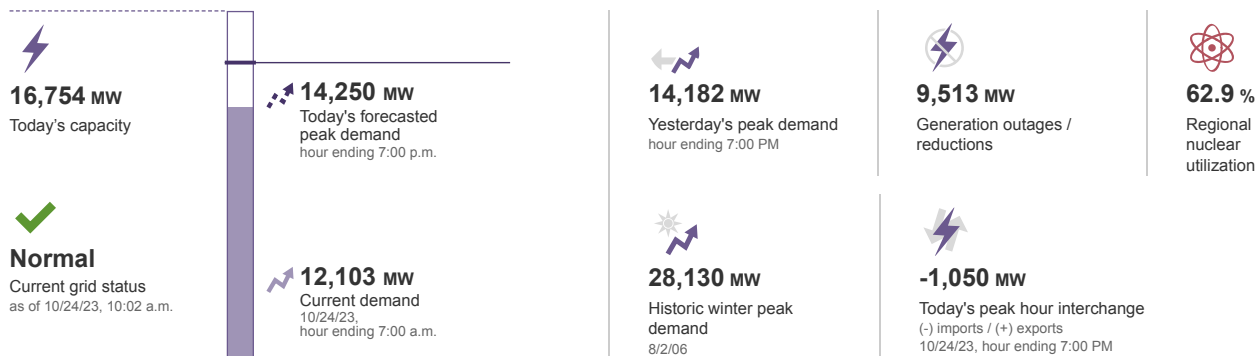 16,754 MW
Today's capacity
Normal
Current grid status
as of 10/24/23, 10:02 a.m.
14,250 MW
Today's forecasted
peak demand
hour ending 7:00 p.m.
12,103 MW
Current demand
10/24/23,
hour ending 7:00 a.m.
14,182 MW
Yesterday's peak demand
hour ending 7:00 PM
9,513 MW
Generation outages /
reductions
62.9 %
Regional
nuclear
utilization
28,130 MW
Historic winter peak
demand
8/2/06
-1,050 MW
Today's peak hour interchange
(-) imports / (+) exports
10/24/23, hour ending 7:00 PM